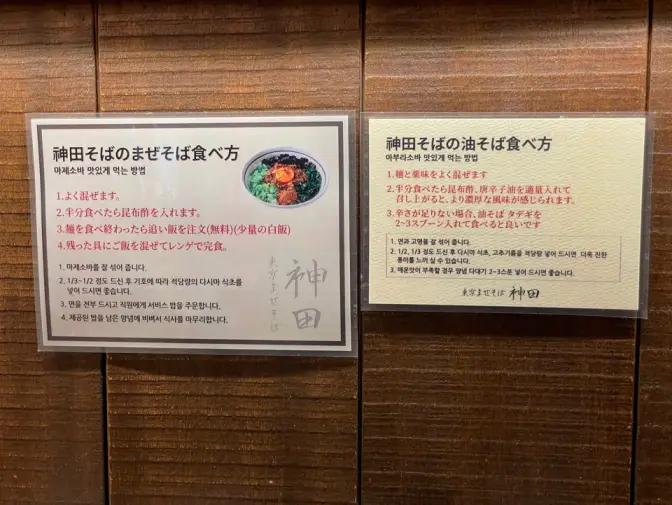 神田そばのまぜそば食べ方
마제소바 맛있게 먹는 방법
1.よく混ぜます。
2.半分食べたら昆布酢を入れます。
3.麺を食べ終わったら追い飯を注文(無料)(少量の白飯)
4.残った具にご飯を混ぜてレンゲで完食。
1. 마제소바를 잘 섞어 줍니다.
2. 1/3~1/2 정도 드신 후 기호에 따라 적당량의 다시마 식초를
넣어 드시면 좋습니다.
3. 면을 전부 드시고 직원에게 서비스 밥을 주문합니다.
4. 제공된 밥을 남은 양념에 비벼서 식사를 마무리합니다.
東京まぜそば
神田
神田そばの油そば食べ方
아부라소바 맛있게 먹는 방법
1.麺と薬味をよく混ぜます
2.半分食べたら昆布酢、唐辛子油を適量入れて
召し上がると、より濃厚な風味が感じられます。
3.辛さが足りない場合、油そば タデギを
2~3スプーン入れて食べると良いです
1. 면과 고명을 잘 섞어 줍니다.
2. 1/2, 1/3 정도 드신 후 다시마 식초, 고추기름을 적당량 넣어 드시면 더욱 진한
풍미를 느끼실 수 있습니다.
3. 매운맛이 부족할 경우 양념 다대기 2~3스푼 넣어 드시면 좋습니다.
東京まぜそば 神田